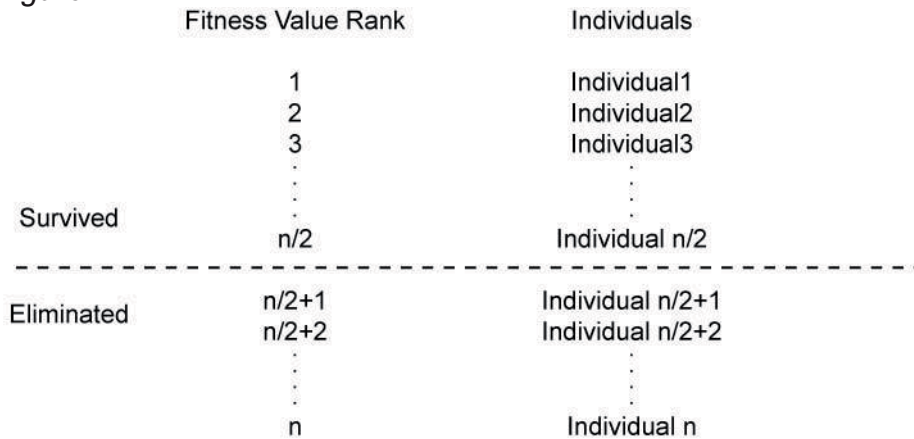 Fitness Value Rank Individuals
1 Individual1
2 Individual2
3 Individual3
Survived
n/2 Individual n/2
Eliminated
n/2+1 Individual n/2+1
n/2+2 Individual n/2+2
n Individual n